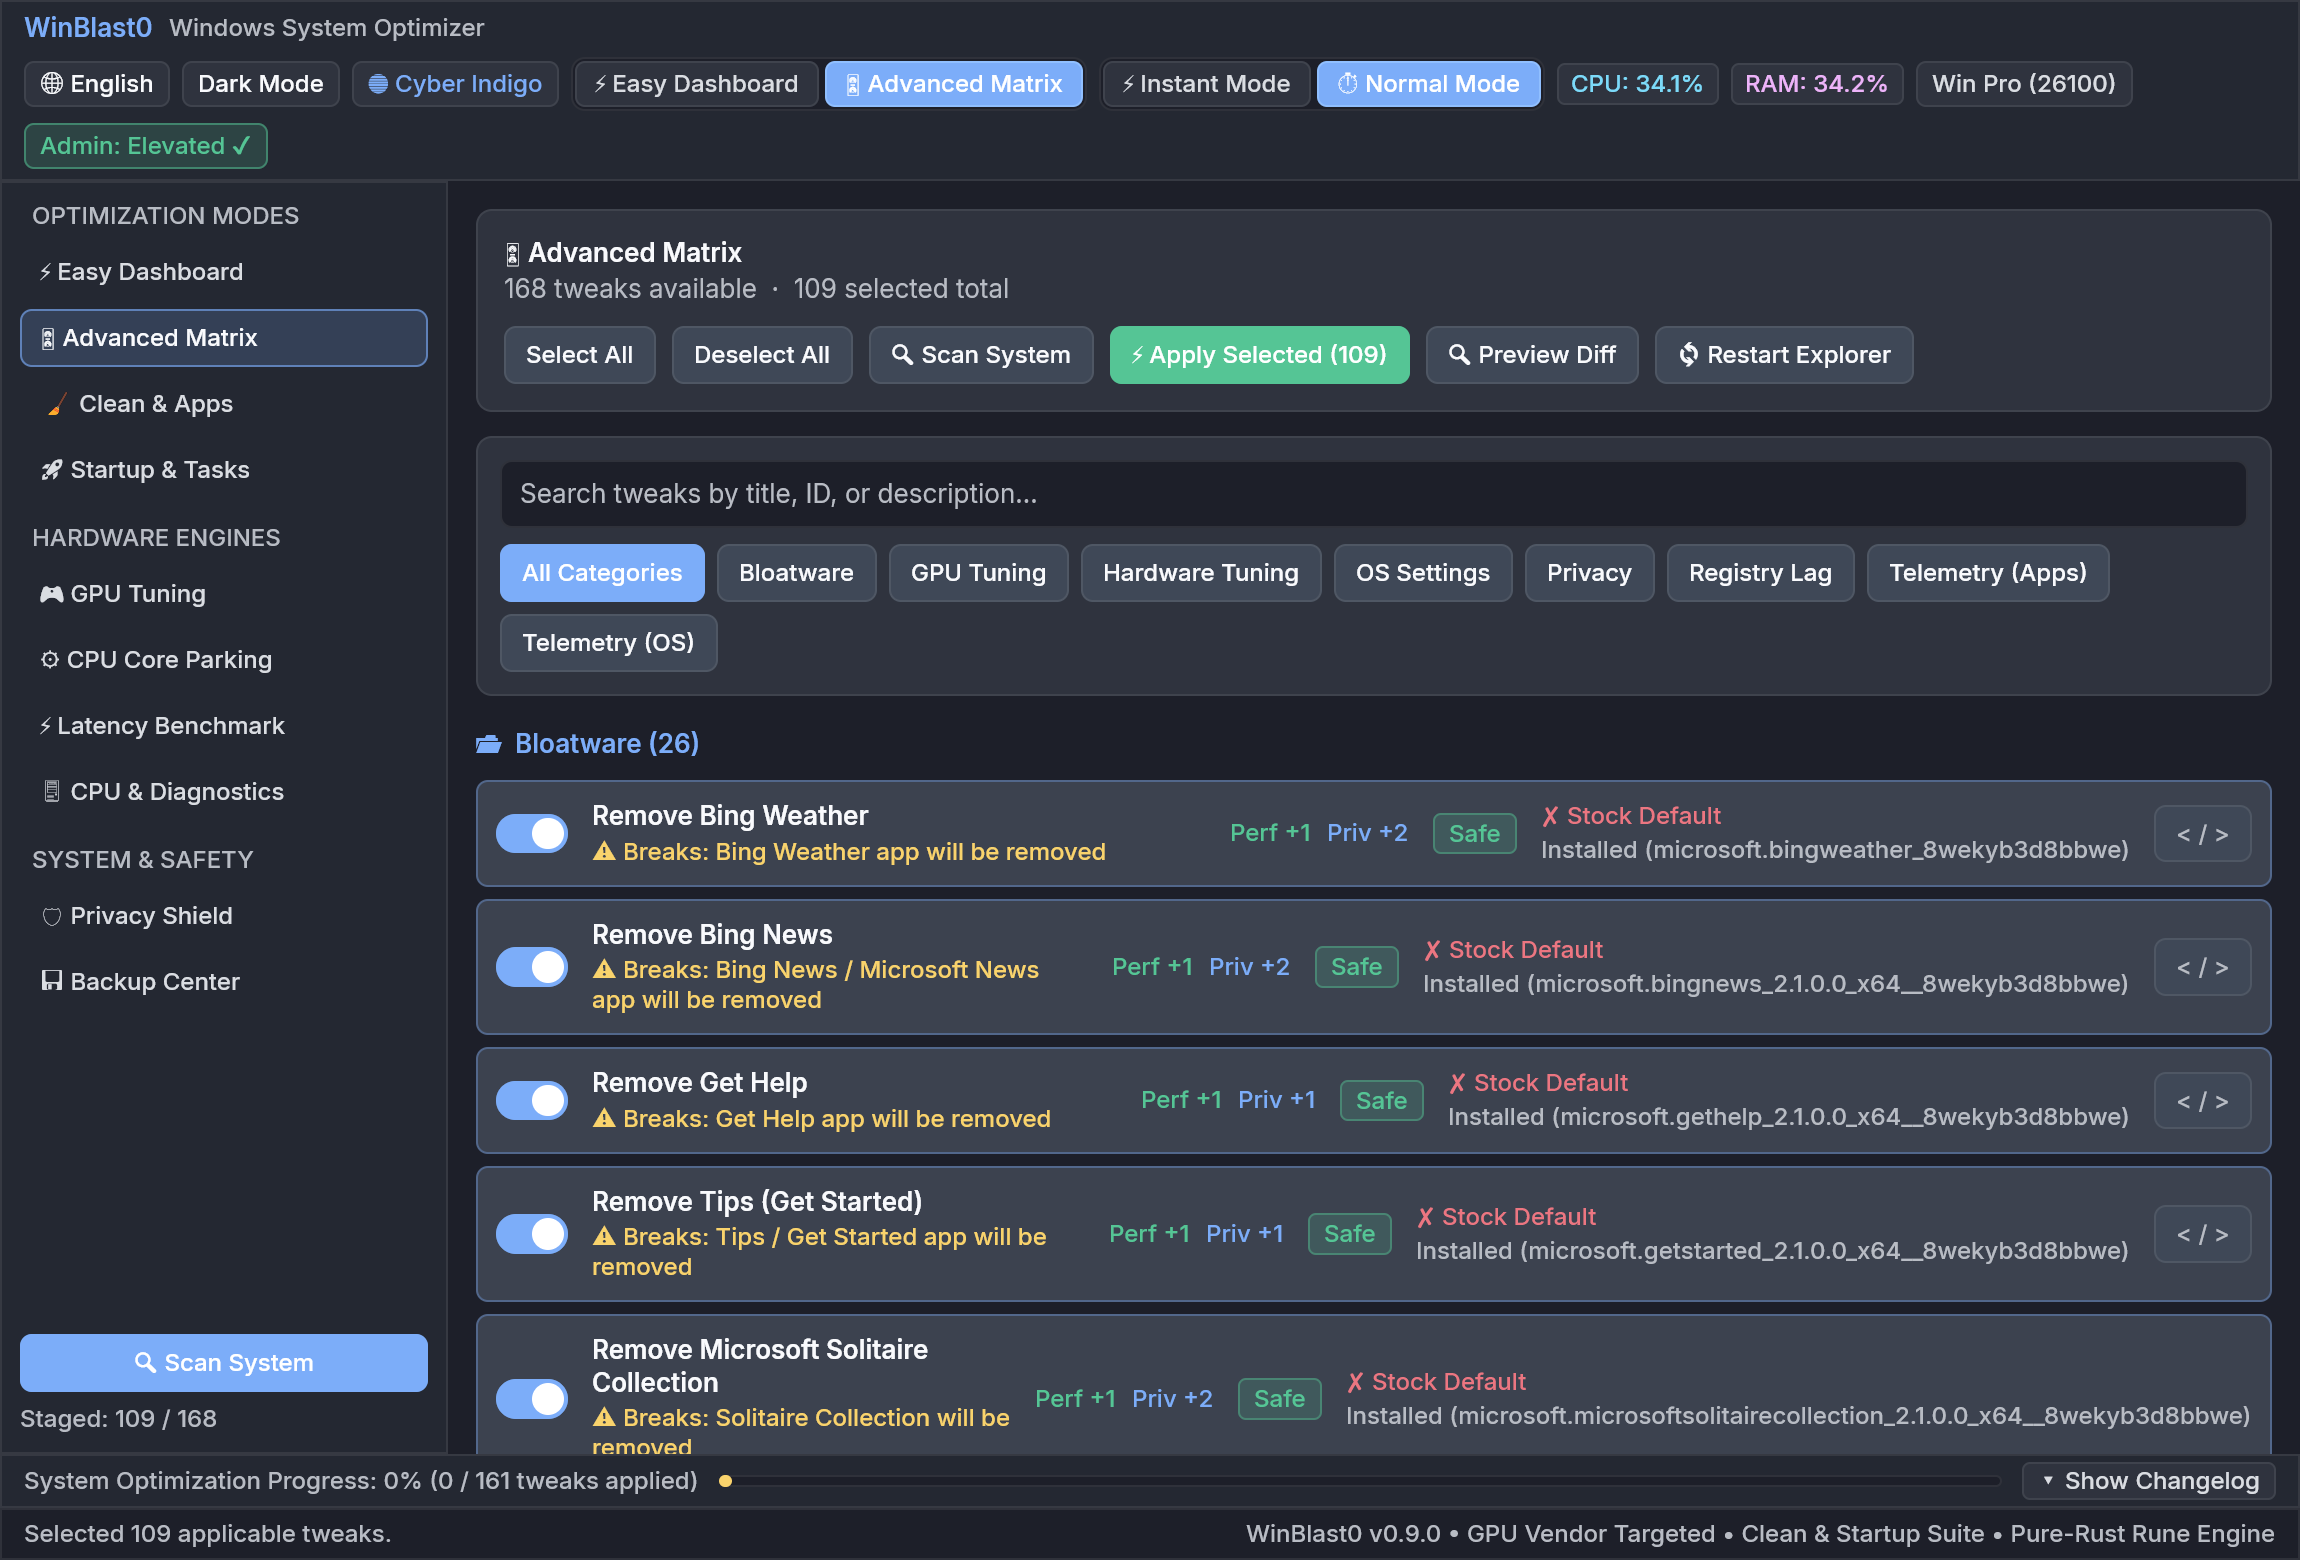 WinBlast0 Windows System Optimizer
English Dark Mode Cyber Indigo ⚡Easy Dashboard Advanced Matrix ⚡Instant Mode Normal Mode CPU: 34.1% RAM: 34.2% Win Pro (26100)
Admin: Elevated ✓
OPTIMIZATION MODES
⚡Easy Dashboard
Advanced Matrix
Clean & Apps
Startup & Tasks
HARDWARE ENGINES
GPU Tuning
CPU Core Parking
⚡Latency Benchmark
CPU & Diagnostics
SYSTEM & SAFETY
Privacy Shield
Backup Center
Scan System
Staged: 109 / 168
Advanced Matrix
168 tweaks available · 109 selected total
Select All Deselect All Scan System ⚡Apply Selected (109) Preview Diff Restart Explorer
Search tweaks by title, ID, or description...
All Categories Bloatware GPU Tuning Hardware Tuning OS Settings Privacy Registry Lag Telemetry (Apps)
Telemetry (OS)
Bloatware (26)
Remove Bing Weather
⚠ Breaks: Bing Weather app will be removed
Perf +1 Priv +2 Safe
✗ Stock Default
Installed (microsoft.bingweather_8wekyb3d8bbwe)
</>
Remove Bing News
⚠ Breaks: Bing News / Microsoft News
app will be removed
Perf +1 Priv +2 Safe
✗ Stock Default
Installed (microsoft.bingnews_2.1.0.0_x64__8wekyb3d8bbwe)
</>
Remove Get Help
⚠ Breaks: Get Help app will be removed
Perf +1 Priv +1 Safe
✗ Stock Default
Installed (microsoft.gethelp_2.1.0.0_x64__8wekyb3d8bbwe)
</>
Remove Tips (Get Started)
⚠ Breaks: Tips / Get Started app will be
removed
Perf +1 Priv +1 Safe
✗ Stock Default
Installed (microsoft.getstarted_2.1.0.0_x64__8wekyb3d8bbwe)
</>
Remove Microsoft Solitaire
Collection
⚠ Breaks: Solitaire Collection will be
removed
Perf +1 Priv +2 Safe
✗ Stock Default
Installed (microsoft.microsoftsolitairecollection_2.1.0.0_x64__8wekyb3d8bbwe)
System Optimization Progress: 0% (0 / 161 tweaks applied)
▼ Show Changelog
Selected 109 applicable tweaks.
WinBlast0 v0.9.0 • GPU Vendor Targeted • Clean & Startup Suite • Pure-Rust Rune Engine